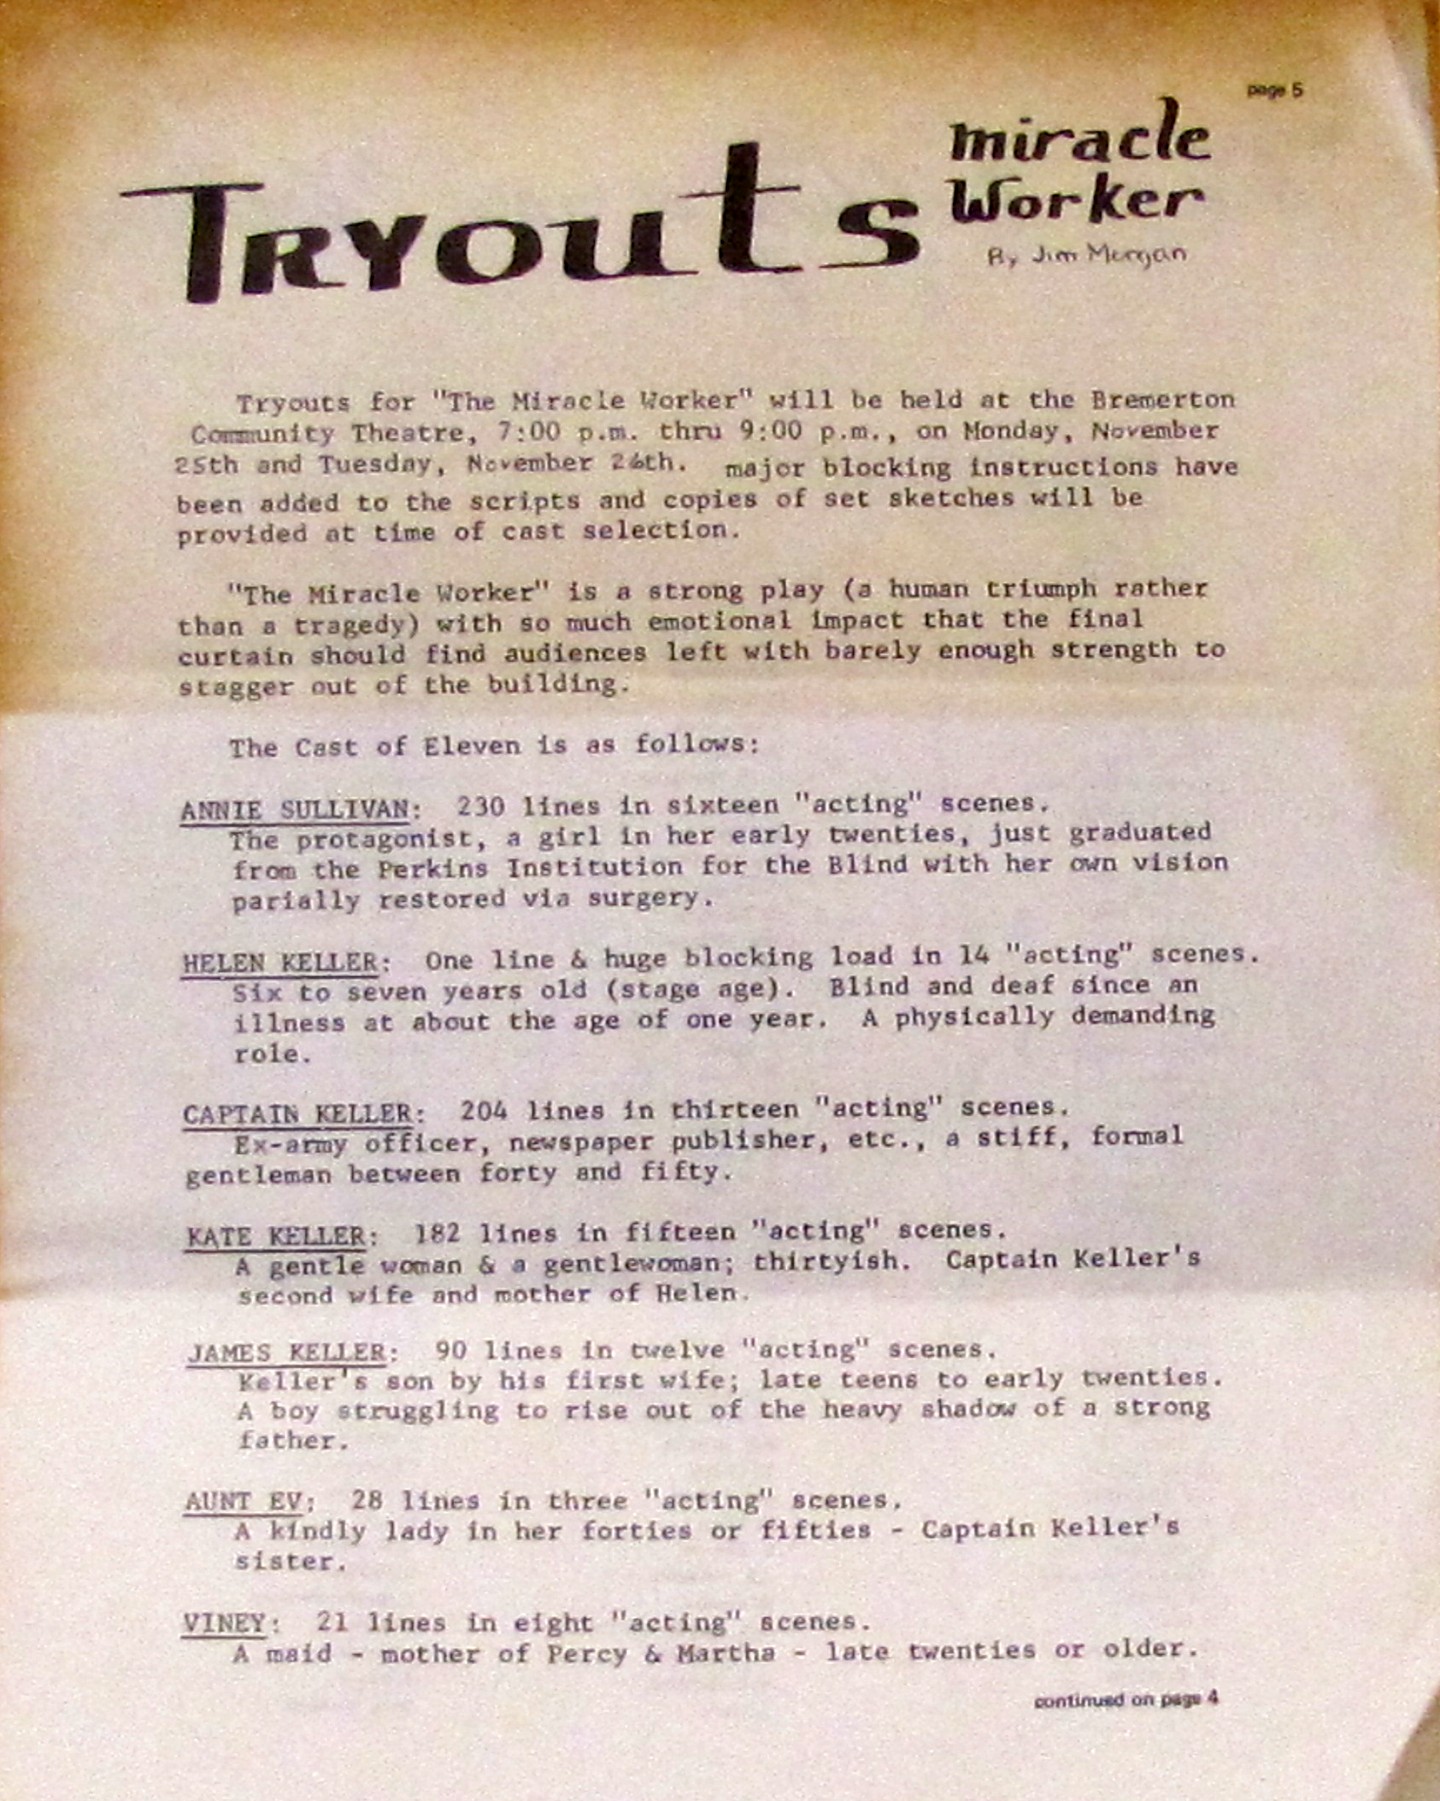 page 5
Tryouts miracle
Worker
By Jim Morgan
Tryouts for "The Miracle Worker" will be held at the Bremerton
Community Theatre, 7:00 p.m. thru 9:00 p.m., on Monday, November
25th and Tuesday, November 26th. major blocking instructions have
been added to the scripts and copies of set sketches will be
provided at time of cast selection.
"The Miracle Worker" is a strong play (a human triumph rather
than a tragedy) with so much emotional impact that the final
curtain should find audiences left with barely enough strength to
stagger out of the building.
The Cast of Eleven is as follows:
ANNIE SULLIVAN: 230 lines in sixteen "acting" scenes.
The protagonist, a girl in her early twenties, just graduated
from the Perkins Institution for the Blind with her own vision
parially restored via surgery.
HELEN KELLER: One line & huge blocking load in 14 "acting" scenes.
Six to seven years old (stage age). Blind and deaf since an
illness at about the age of one year. A physically demanding
role.
CAPTAIN KELLER: 204 lines in thirteen "acting" scenes.
Ex-army officer, newspaper publisher, etc., a stiff, formal
gentleman between forty and fifty.
KATE KELLER: 182 lines in fifteen "acting" scenes.
A gentle woman & a gentlewoman; thirtyish. Captain Keller's
second wife and mother of Helen.
JAMES KELLER: 90 lines in twelve "acting" scenes.
Keller's son by his first wife; late teens to early twenties.
A boy struggling to rise out of the heavy shadow of a strong
father.
AUNT EV: 28 lines in three "acting" scenes.
A kindly lady in her forties or fifties - Captain Keller's
sister.
VINEY: 21 lines in eight "acting" scenes.
A maid - mother of Percy & Martha - late twenties or older.
continued on page 4